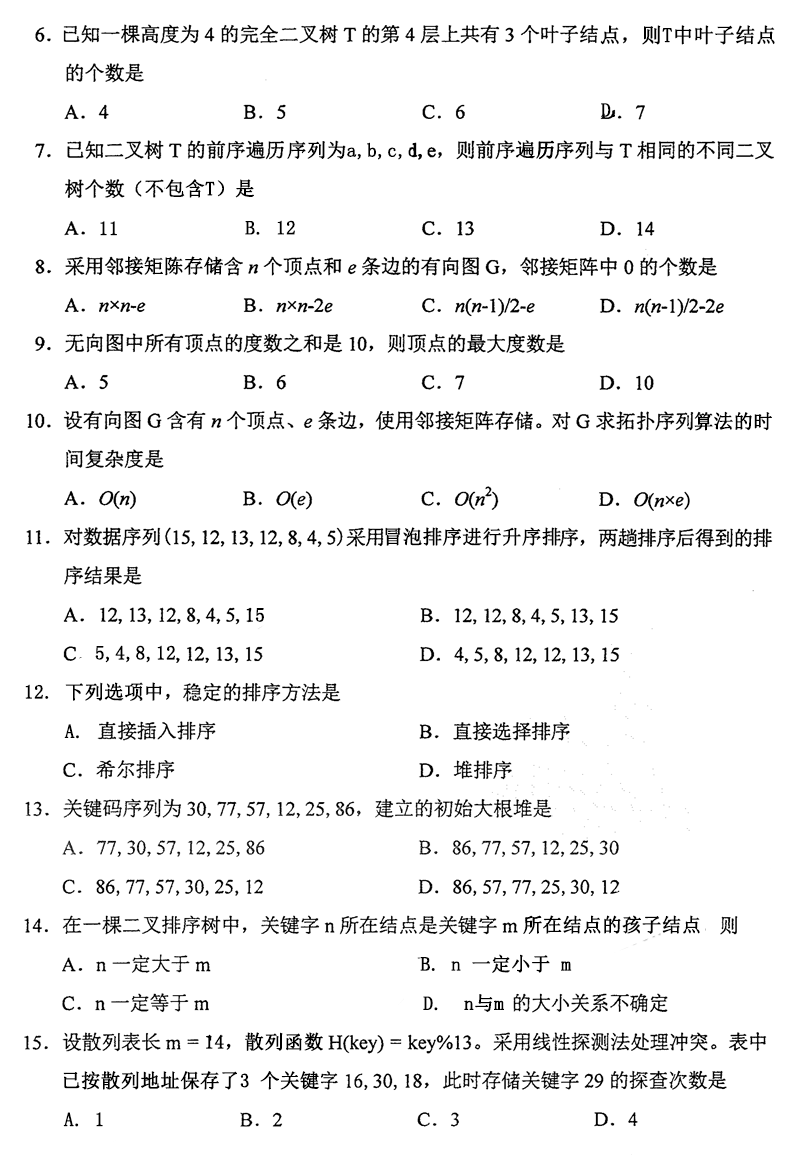 6．已知一棵高度为 4 的完全二叉树 T 的第 4 层上共有 3 个叶子结点，则T中叶子结点
的个数是
A．4 B．5 C．6 D．7
7．已知二叉树 T 的前序遍历序列为a, b, c, d, e，则前序遍历序列与 T 相同的不同二叉
树个数（不包含T）是
A．11 B．12 C．13 D．14
8．采用邻接矩陈存储含 n 个顶点和 e 条边的有向图 G，邻接矩阵中 0 的个数是
A．n×n-e B．n×n-2e C．n(n-1)/2-e D．n(n-1)/2-2e
9．无向图中所有顶点的度数之和是 10，则顶点的最大度数是
A．5 B．6 C．7 D．10
10．设有向图 G 含有 n 个顶点、e 条边，使用邻接矩阵存储。对 G 求拓扑序列算法的时
间复杂度是
A．O(n) B．O(e) C．O(n²) D．O(n×e)
11．对数据序列(15, 12, 13, 12, 8, 4, 5)采用冒泡排序进行升序排序，两趟排序后得到的排
序结果是
A．12, 13, 12, 8, 4, 5, 15 B．12, 12, 8, 4, 5, 13, 15
C．5, 4, 8, 12, 12, 13, 15 D．4, 5, 8, 12, 12, 13, 15
12．下列选项中，稳定的排序方法是
A．直接插入排序 B．直接选择排序
C．希尔排序 D．堆排序
13．关键码序列为 30, 77, 57, 12, 25, 86，建立的初始大根堆是
A．77, 30, 57, 12, 25, 86 B．86, 77, 57, 12, 25, 30
C．86, 77, 57, 30, 25, 12 D．86, 57, 77, 25, 30, 12
14．在一棵二叉排序树中，关键字 n 所在结点是关键字 m 所在结点的孩子结点 则
A．n 一定大于 m B．n 一定小于 m
C．n 一定等于 m D．n与m 的大小关系不确定
15．设散列表长 m = 14，散列函数 H(key) = key%13。采用线性探测法处理冲突。表中
已按散列地址保存了3 个关键字 16, 30, 18，此时存储关键字 29 的探查次数是
A．1 B．2 C．3 D．4